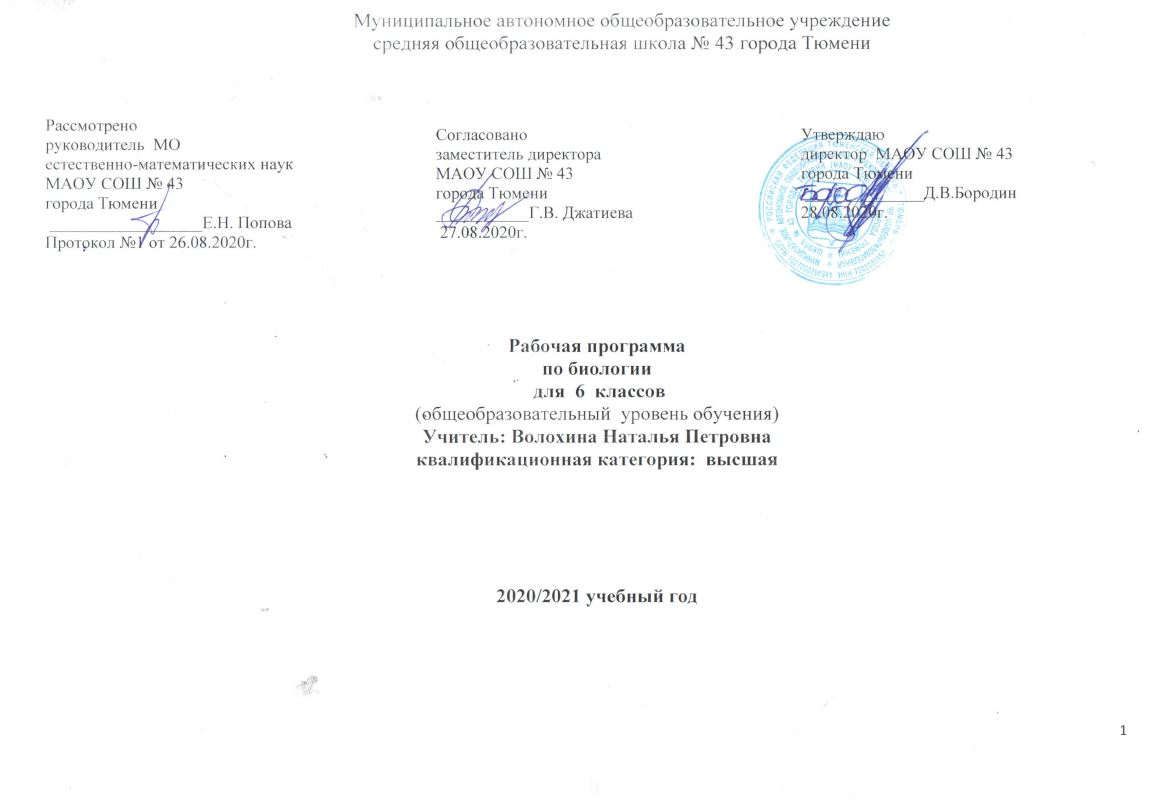 Муниципальное автономное общеобразовательное учреждение
средняя общеобразовательная школа № 43 города Тюмени
Рассмотрено
руководитель МО
естественно-математических наук
МАОУ СОШ № 43
города Тюмени
__________________Е.Н. Попова
Протокол №1 от 26.08.2020г.
Согласовано
заместитель директора
МАОУ СОШ № 43
города Тюмени
___________Г.В. Джатиева
27.08.2020г.
Утверждаю
директор МАОУ СОШ № 43
города Тюмени
______________Д.В.Бородин
28.08.2020г.
Рабочая программа
по биологии
для 6 классов
(общеобразовательный уровень обучения)
Учитель: Волохина Наталья Петровна
квалификационная категория: высшая
2020/2021 учебный год
1